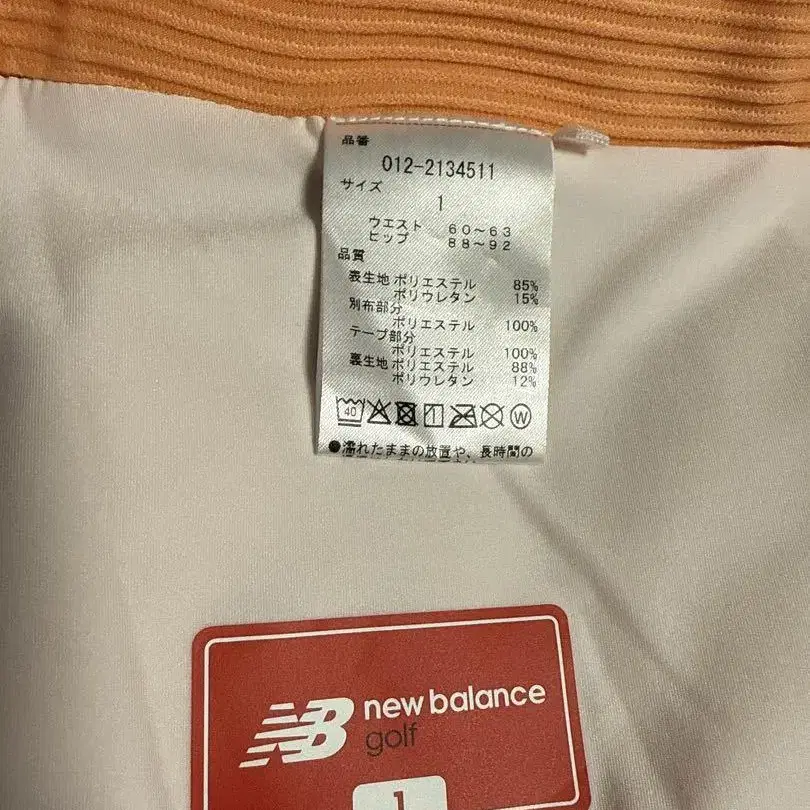 品番
012-2134511
サイズ
1
ウエスト 60~63
ヒップ 88~92
品質
表生地 ポリエステル 85%
ポリウレタン 15%
別布部分
ポリエステル 100%
テープ部分
ポリエステル 100%
裏生地 ポリエステル 88%
ポリウレタン 12%
40
W
●濡れたままの放置や、長時間の
NB new balance
golf
1